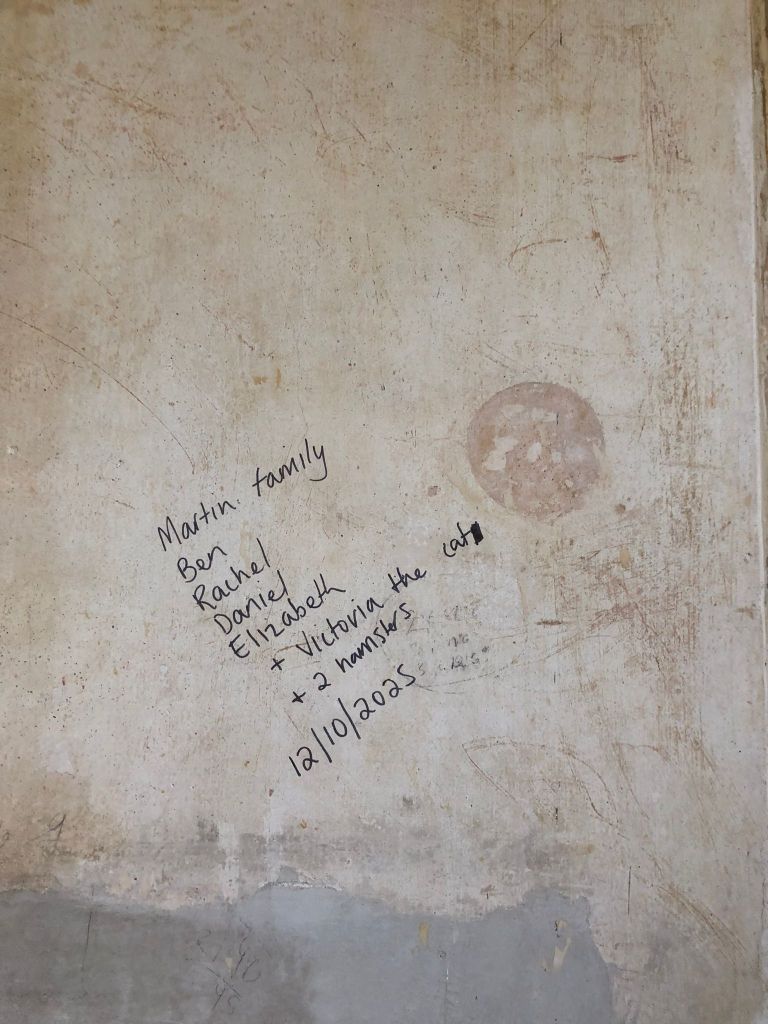 Martin family
Ben
Rachel
Daniel
Elizabeth
+ Victoria the cat
+ 2 hamsters
12/10/2025